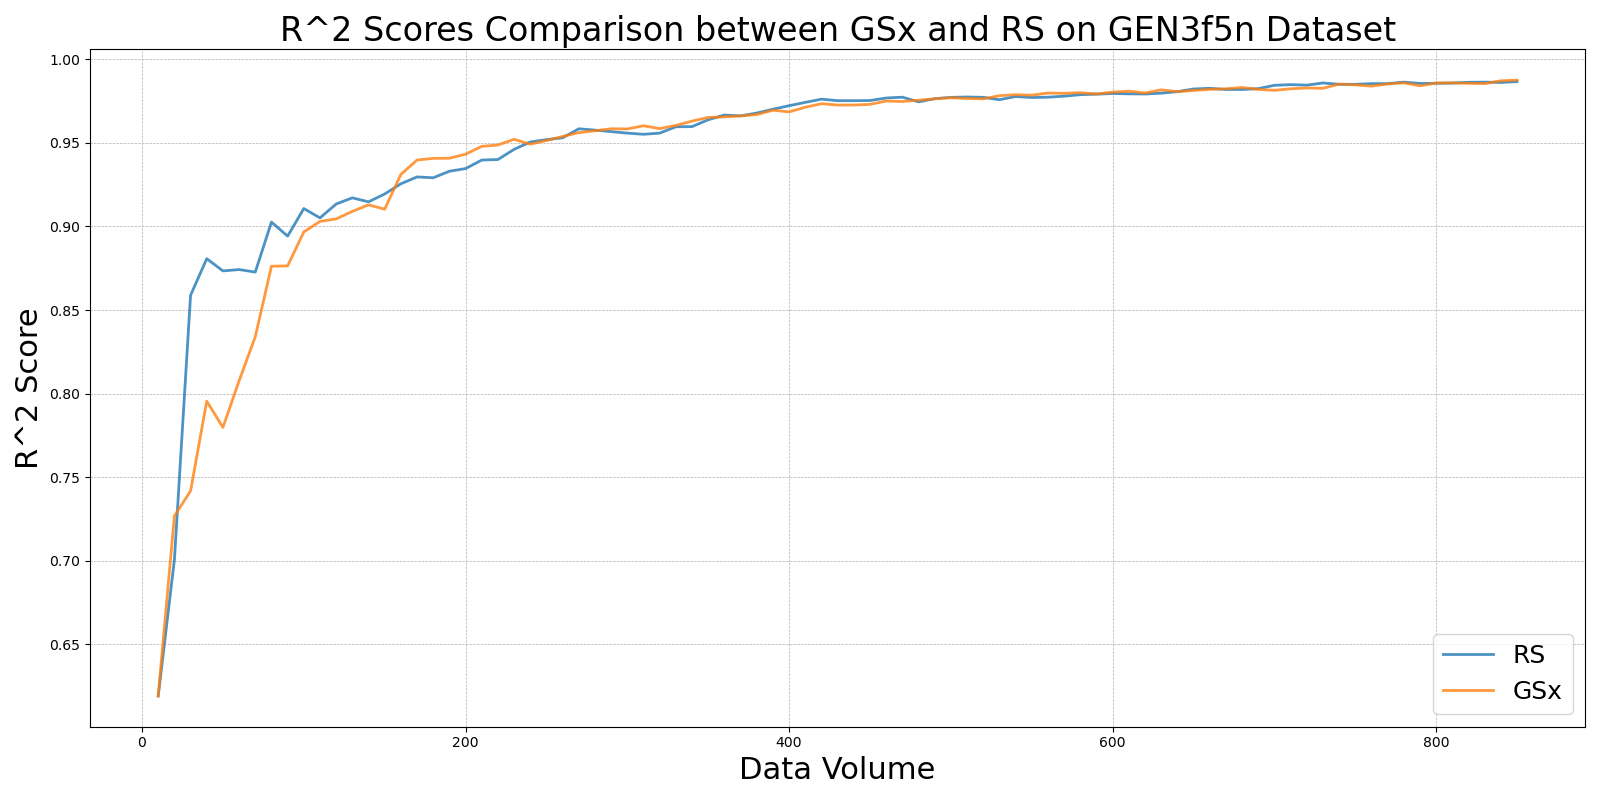 R^2 Scores Comparison between GSx and RS on GEN3f5n Dataset
1.00
0.95
0.90
0.85
0.80
0.75
0.70
0.65
R^2 Score
RS
GSx
0
200
400
600
800
Data Volume